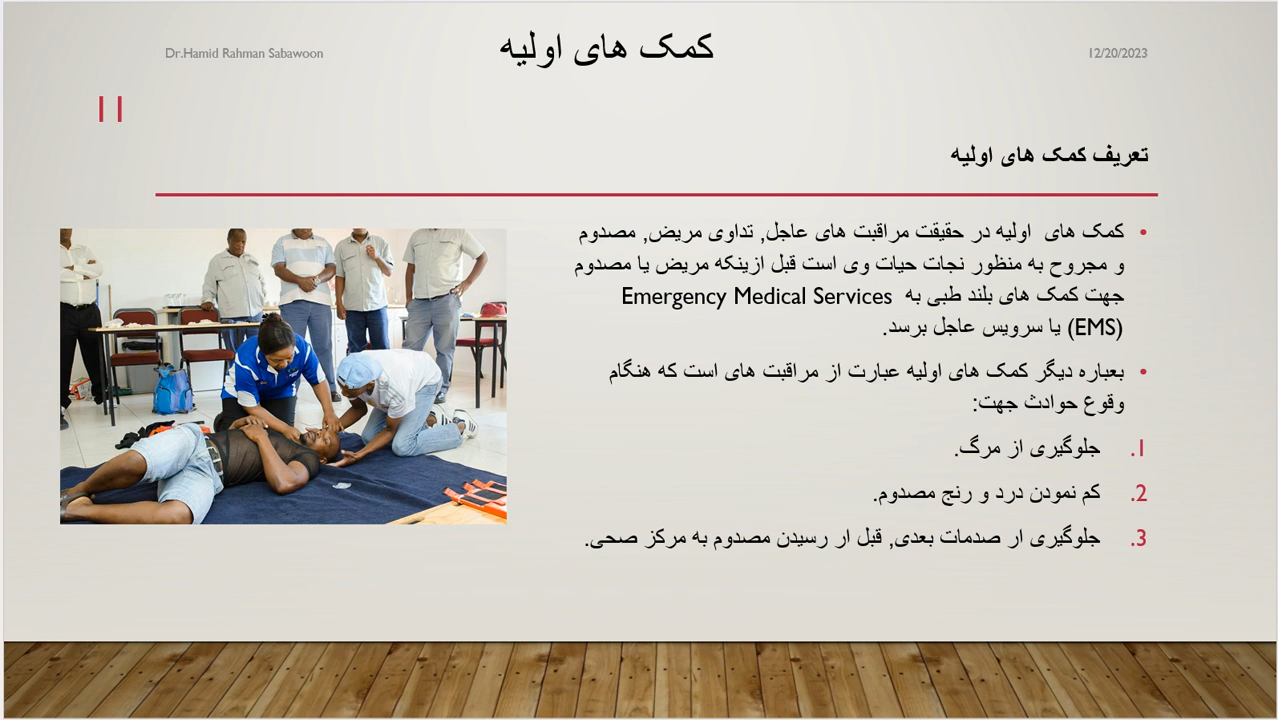 Dr.Hamid Rahman Sabawoon
کمک های اولیه
12/20/2023
11
تعریف کمک های اولیه
• کمک های اولیه در حقیقت مراقبت های عاجل, تداوی مریض, مصدوم
و مجروح به منظور نجات حیات وی است قبل ازینکه مریض یا مصدوم
جهت کمک های بلند طبی به Emergency Medical Services
(EMS) یا سرویس عاجل برسد.
• بعباره دیگر کمک های اولیه عبارت از مراقبت های است که هنگام
وقوع حوادث جهت:
1. جلوگیری از مرگ.
2. کم نمودن درد و رنج مصدوم.
3. جلوگیری ار صدمات بعدی, قبل ار رسیدن مصدوم به مرکز صحی.